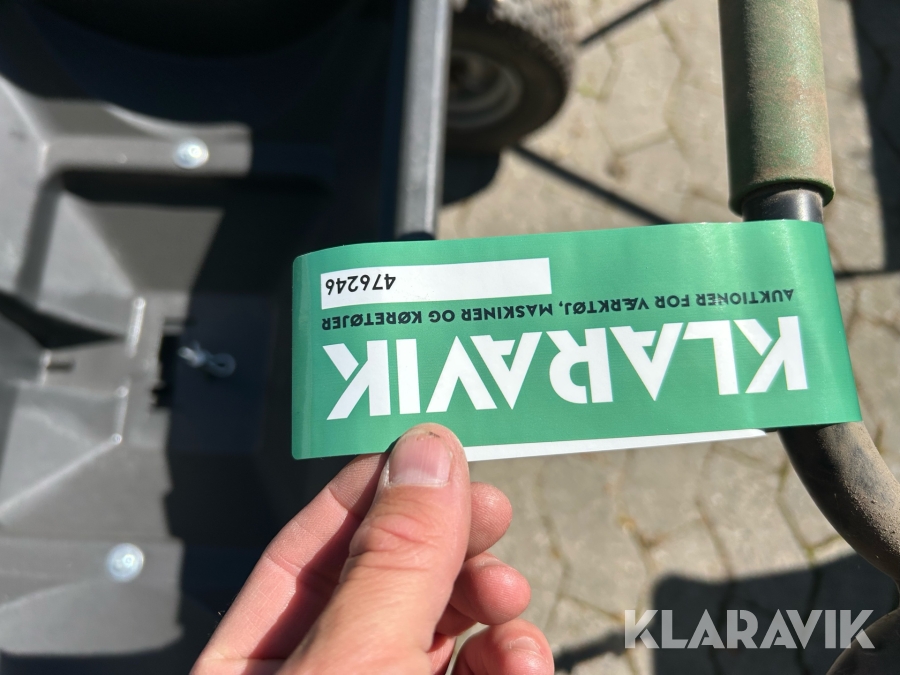 KLARAVIK
AUKTIONER FOR VÆRKTØJ, MASKINER OG KØRETØJER
476246
KLARAVIK